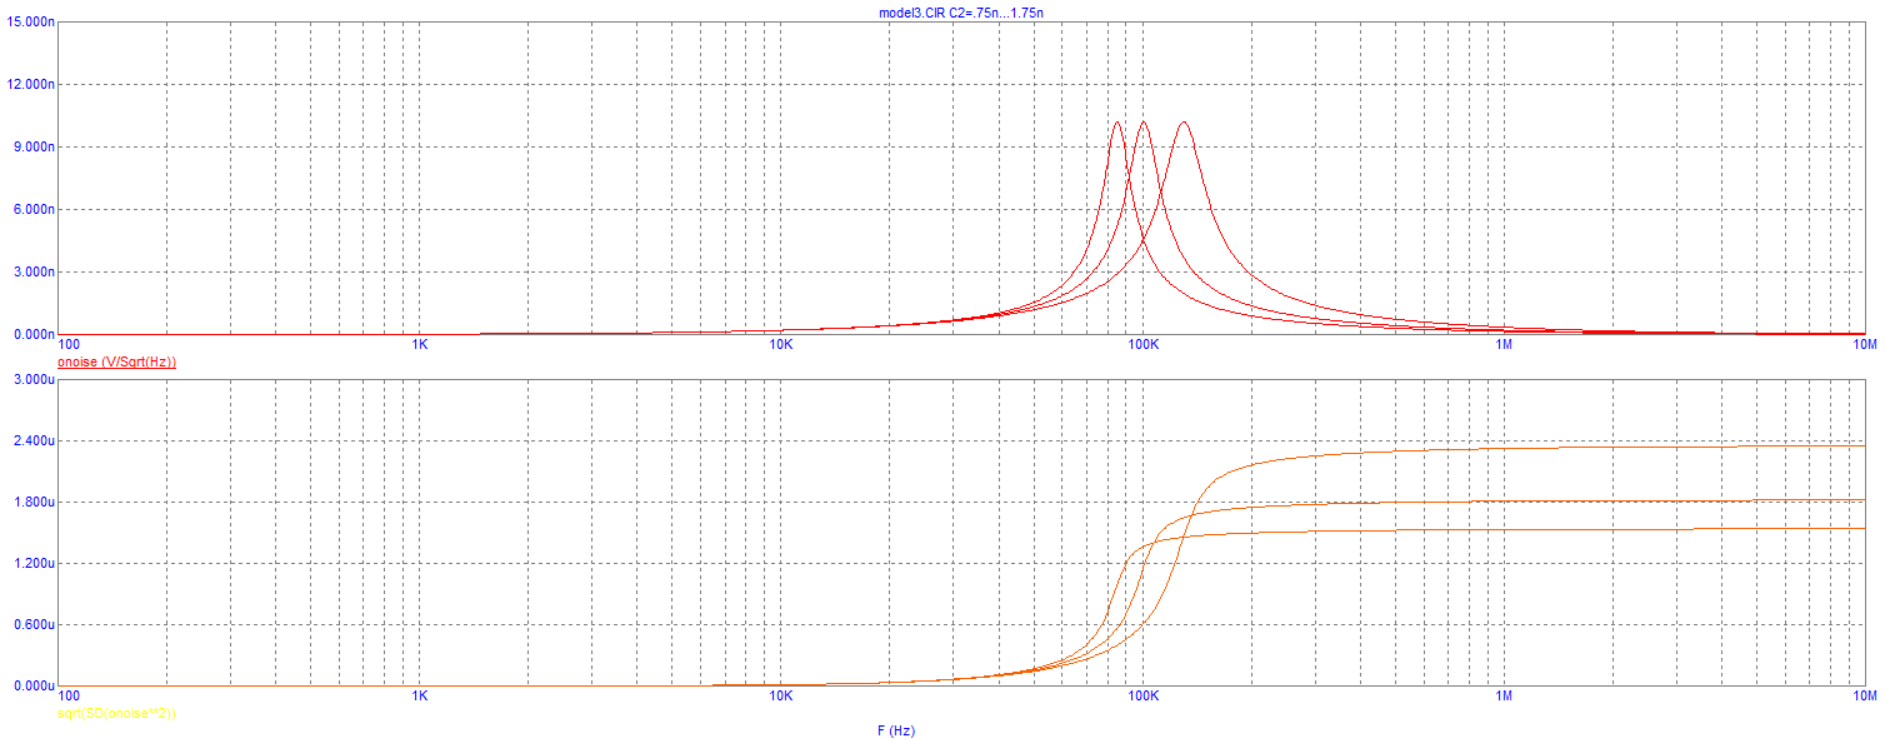 model3.CIR C2=.75n...1.75n
15.000n
12.000n
9.000n
6.000n
3.000n
0.000n
100 1K 10K 100K 1M 10M
onoise (V/Sqrt(Hz))
3.000u
2.400u
1.800u
1.200u
0.600u
0.000u
100 1K 10K 100K 1M 10M
sqrt(SD(onoise**2))
F (Hz)